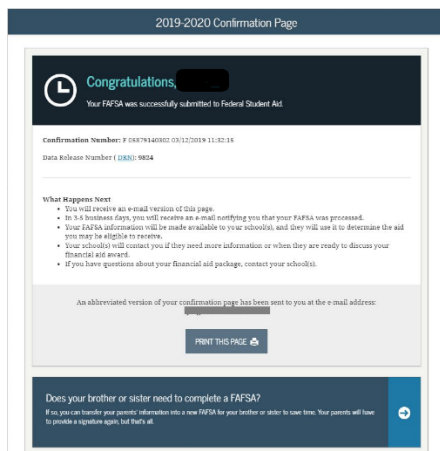 2019-2020 Confirmation Page
Congratulations,
Your FAFSA was successfully submitted to Federal Student Aid.
Confirmation Number: F 05879140302 03/12/2019 11:32:16
Data Release Number ( DRN): 9824
What Happens Next
• You will receive an e-mail version of this page.
• In 3-5 business days, you will receive an e-mail notifying you that your FAFSA was processed.
• Your FAFSA information will be made available to your school(s), and they will use it to determine the aid
you may be eligible to receive.
• Your school(s) will contact you if they need more information or when they are ready to discuss your
financial aid award.
• If you have questions about your financial aid package, contact your school(s).
An abbreviated version of your confirmation page has been sent to you at the e-mail address:
PRINT THIS PAGE
Does your brother or sister need to complete a FAFSA?
If so, you can transfer your parents' information into a new FAFSA for your brother or sister to save time. Your parents will have
to provide a signature again, but that's all.